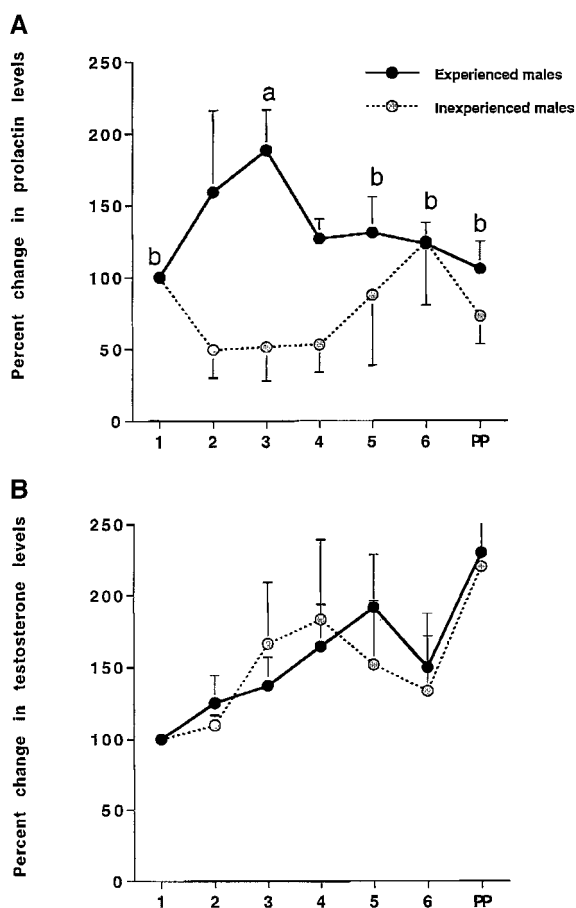 A
Percent change in prolactin levels
250
200
150
100
50
0
Experienced males
Inexperienced males
b
a
b
b
b
1 2 3 4 5 6 PP
B
Percent change in testosterone levels
250
200
150
100
50
0
1 2 3 4 5 6 PP